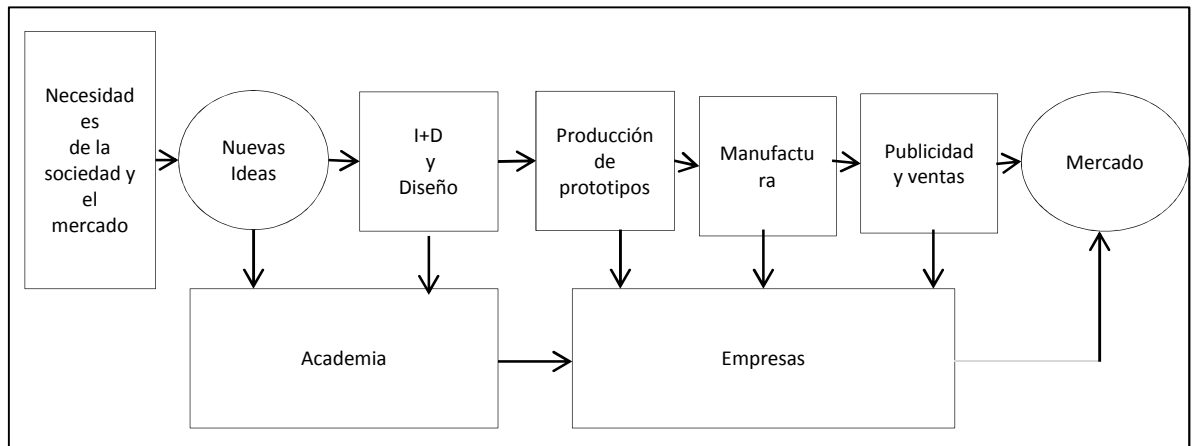 Necesidad
es
de la
sociedad y
el
mercado
Nuevas
Ideas
I+D
y
Diseño
Producción
de
prototipos
Manufactu
ra
Publicidad
y ventas
Mercado
Academia
Empresas